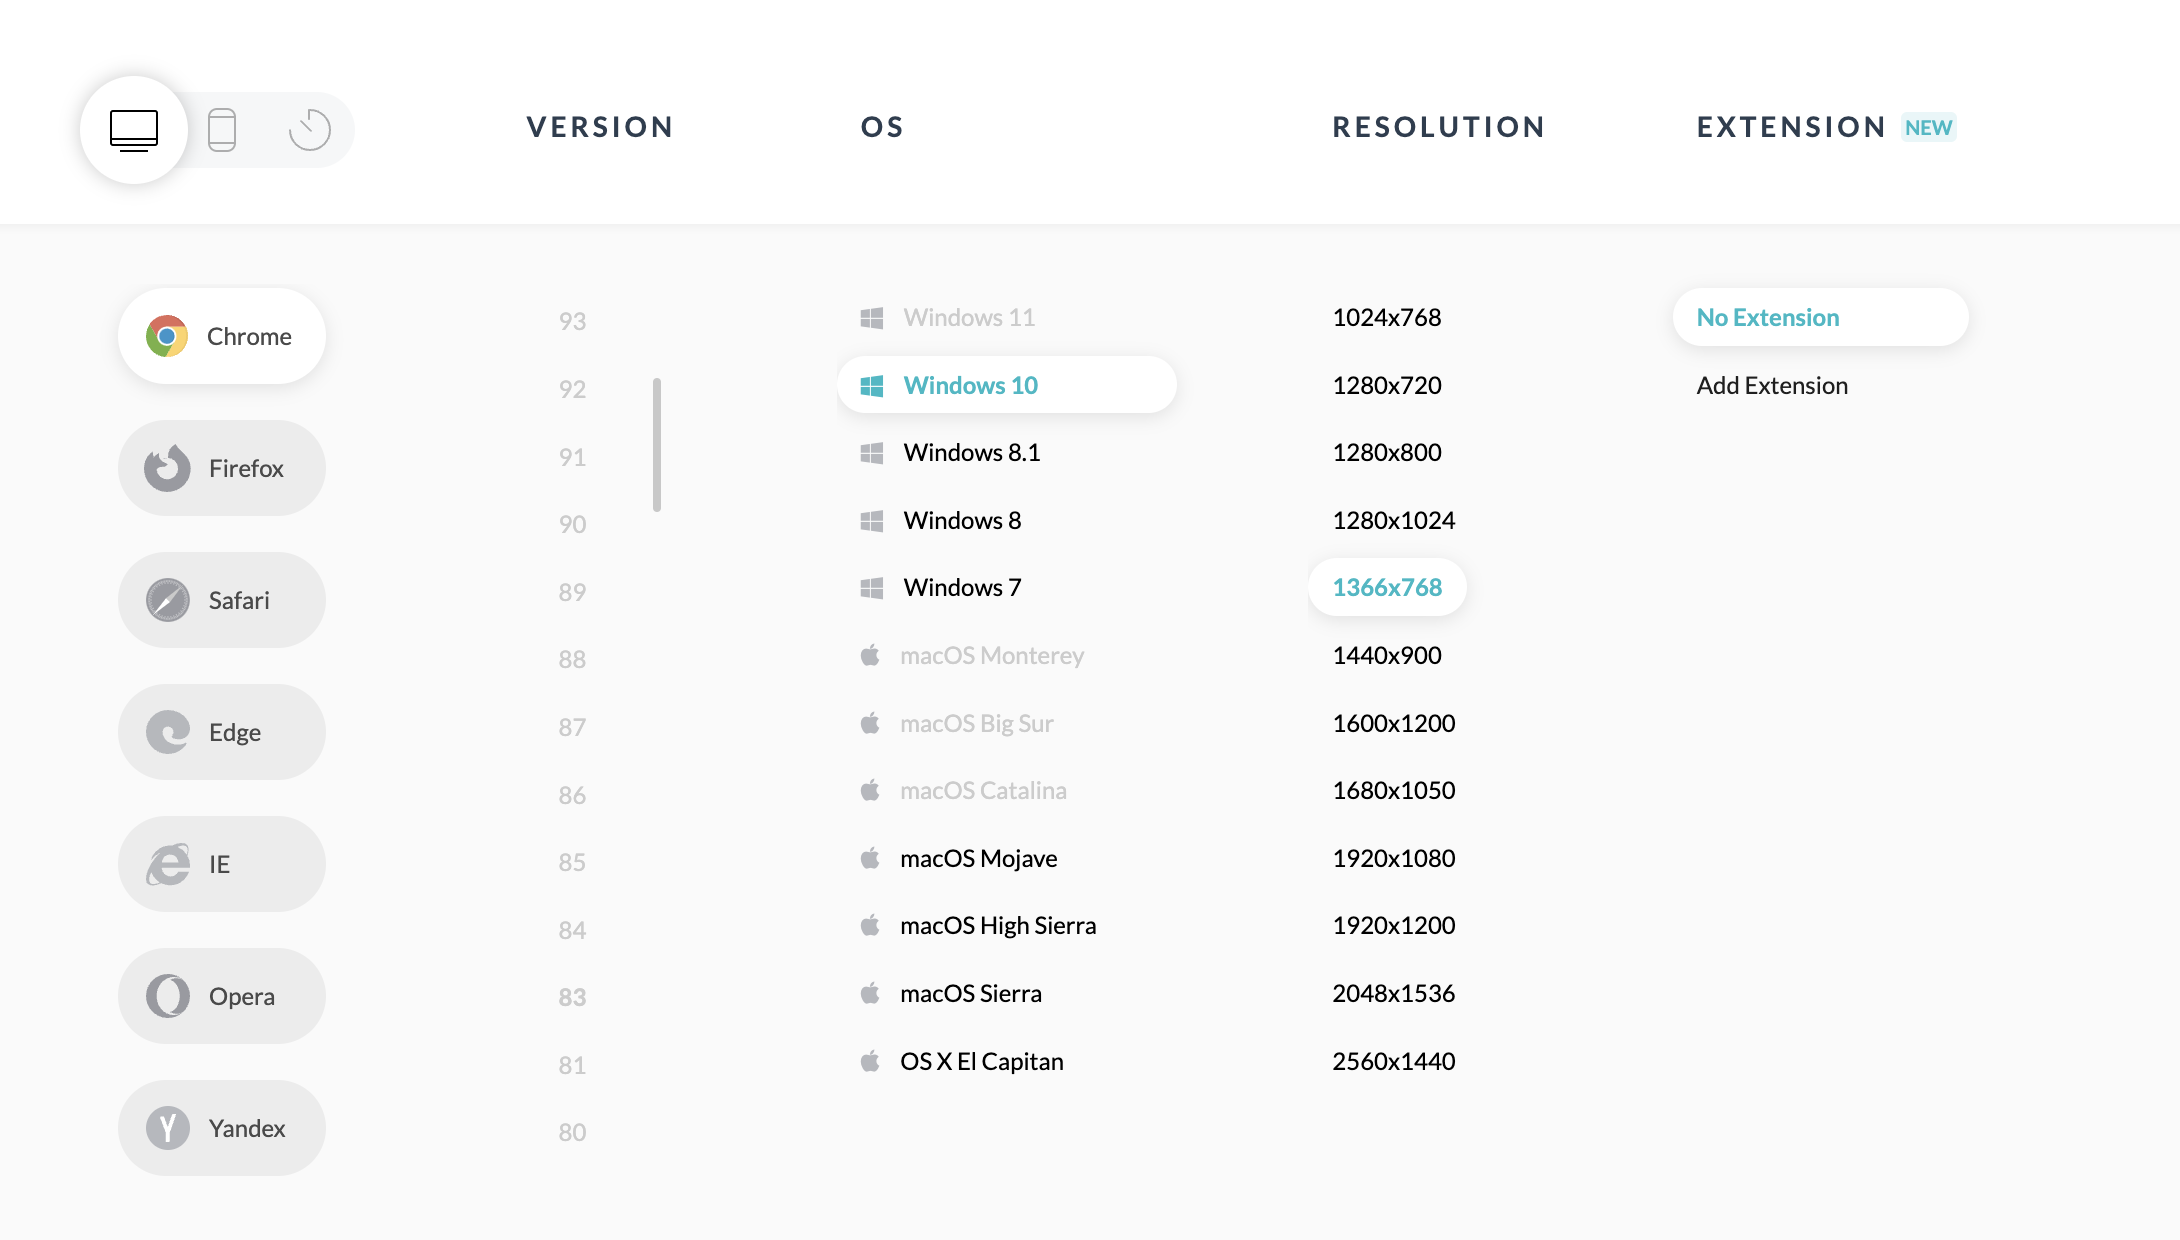 VERSION
OS
RESOLUTION
EXTENSION NEW
Chrome
Firefox
Safari
Edge
IE
Opera
Yandex
93
92
91
90
89
88
87
86
85
84
83
81
80
Windows 11
Windows 10
Windows 8.1
Windows 8
Windows 7
macOS Monterey
macOS Big Sur
macOS Catalina
macOS Mojave
macOS High Sierra
macOS Sierra
OS X El Capitan
1024x768
1280x720
1280x800
1280x1024
1366x768
1440x900
1600x1200
1680x1050
1920x1080
1920x1200
2048x1536
2560x1440
No Extension
Add Extension